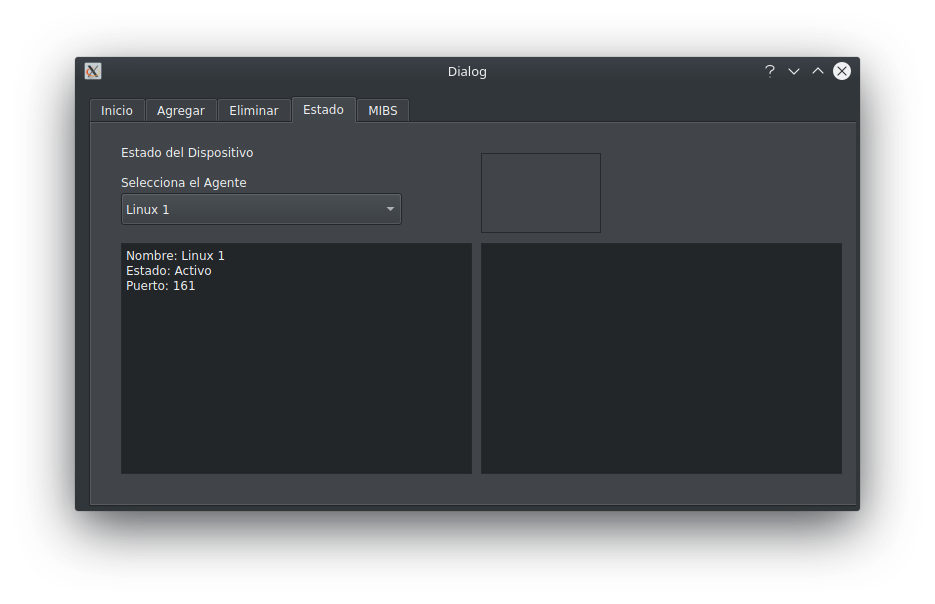 Dialog
Inicio Agregar Eliminar Estado MIBS
Estado del Dispositivo
Selecciona el Agente
Linux 1
Nombre: Linux 1
Estado: Activo
Puerto: 161